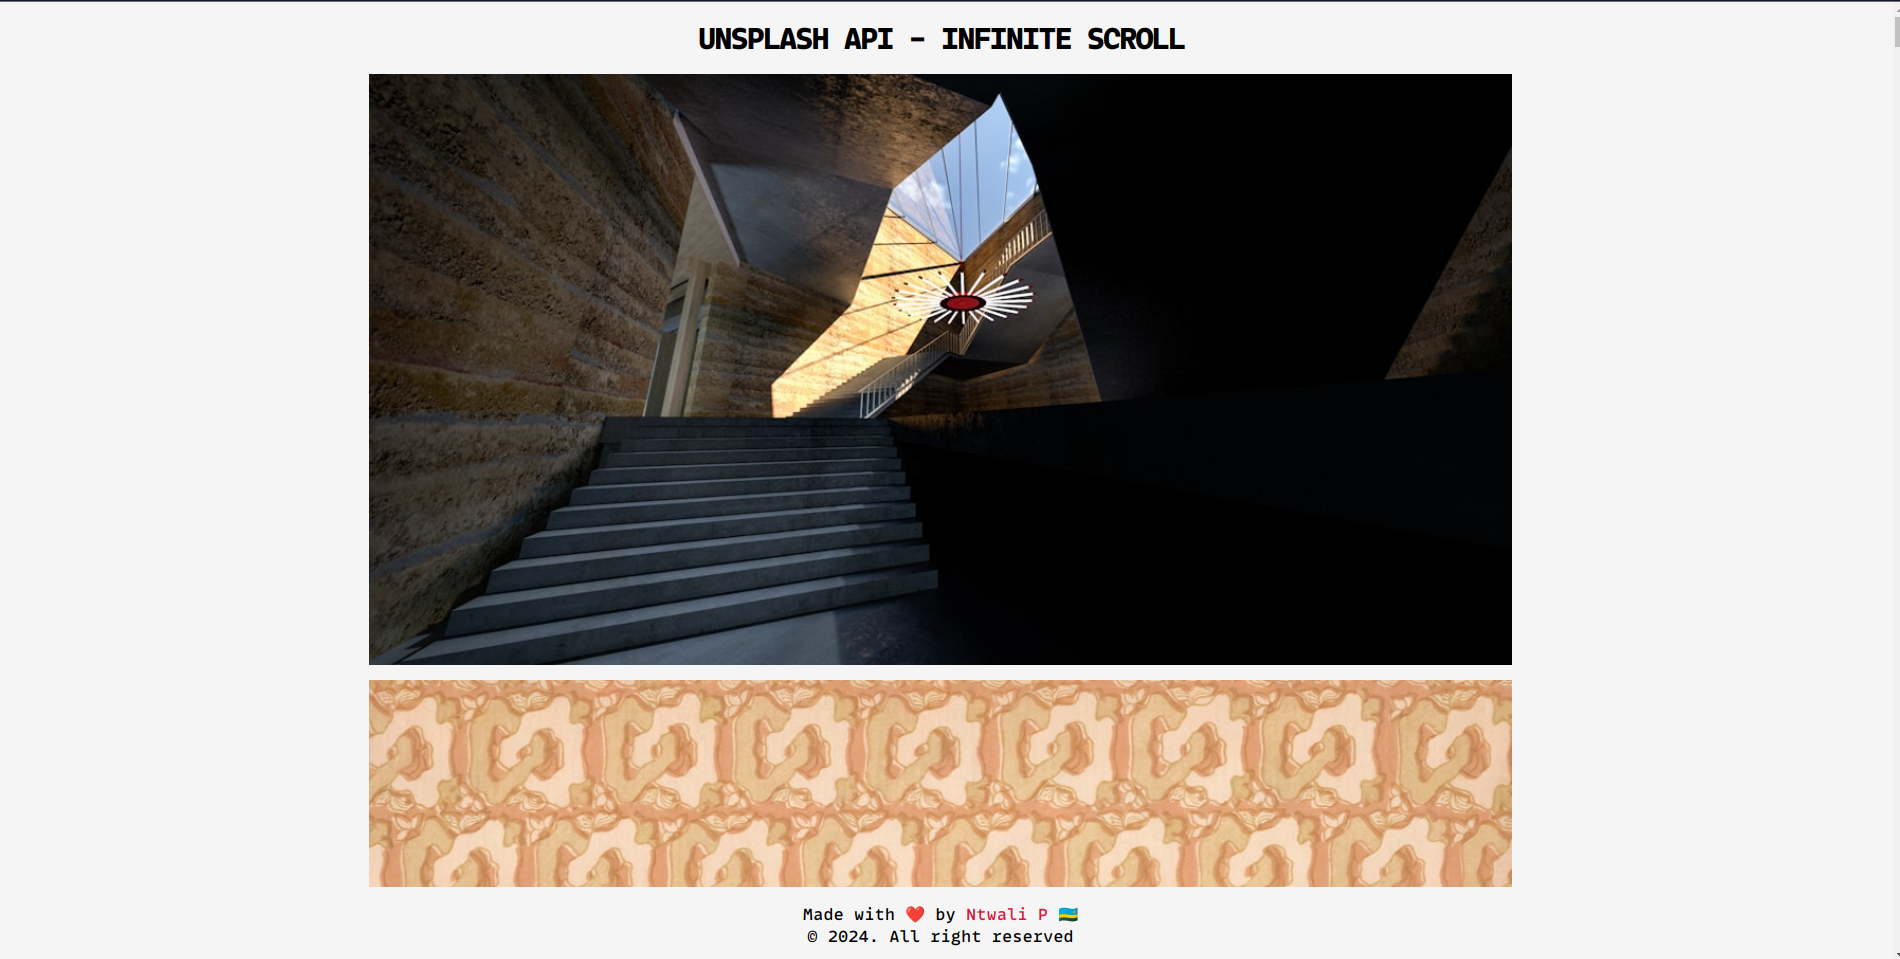 UNSPLASH API – INFINITE SCROLL
Made with ❤️ by Ntwali P 🇷🇼
© 2024. All right reserved